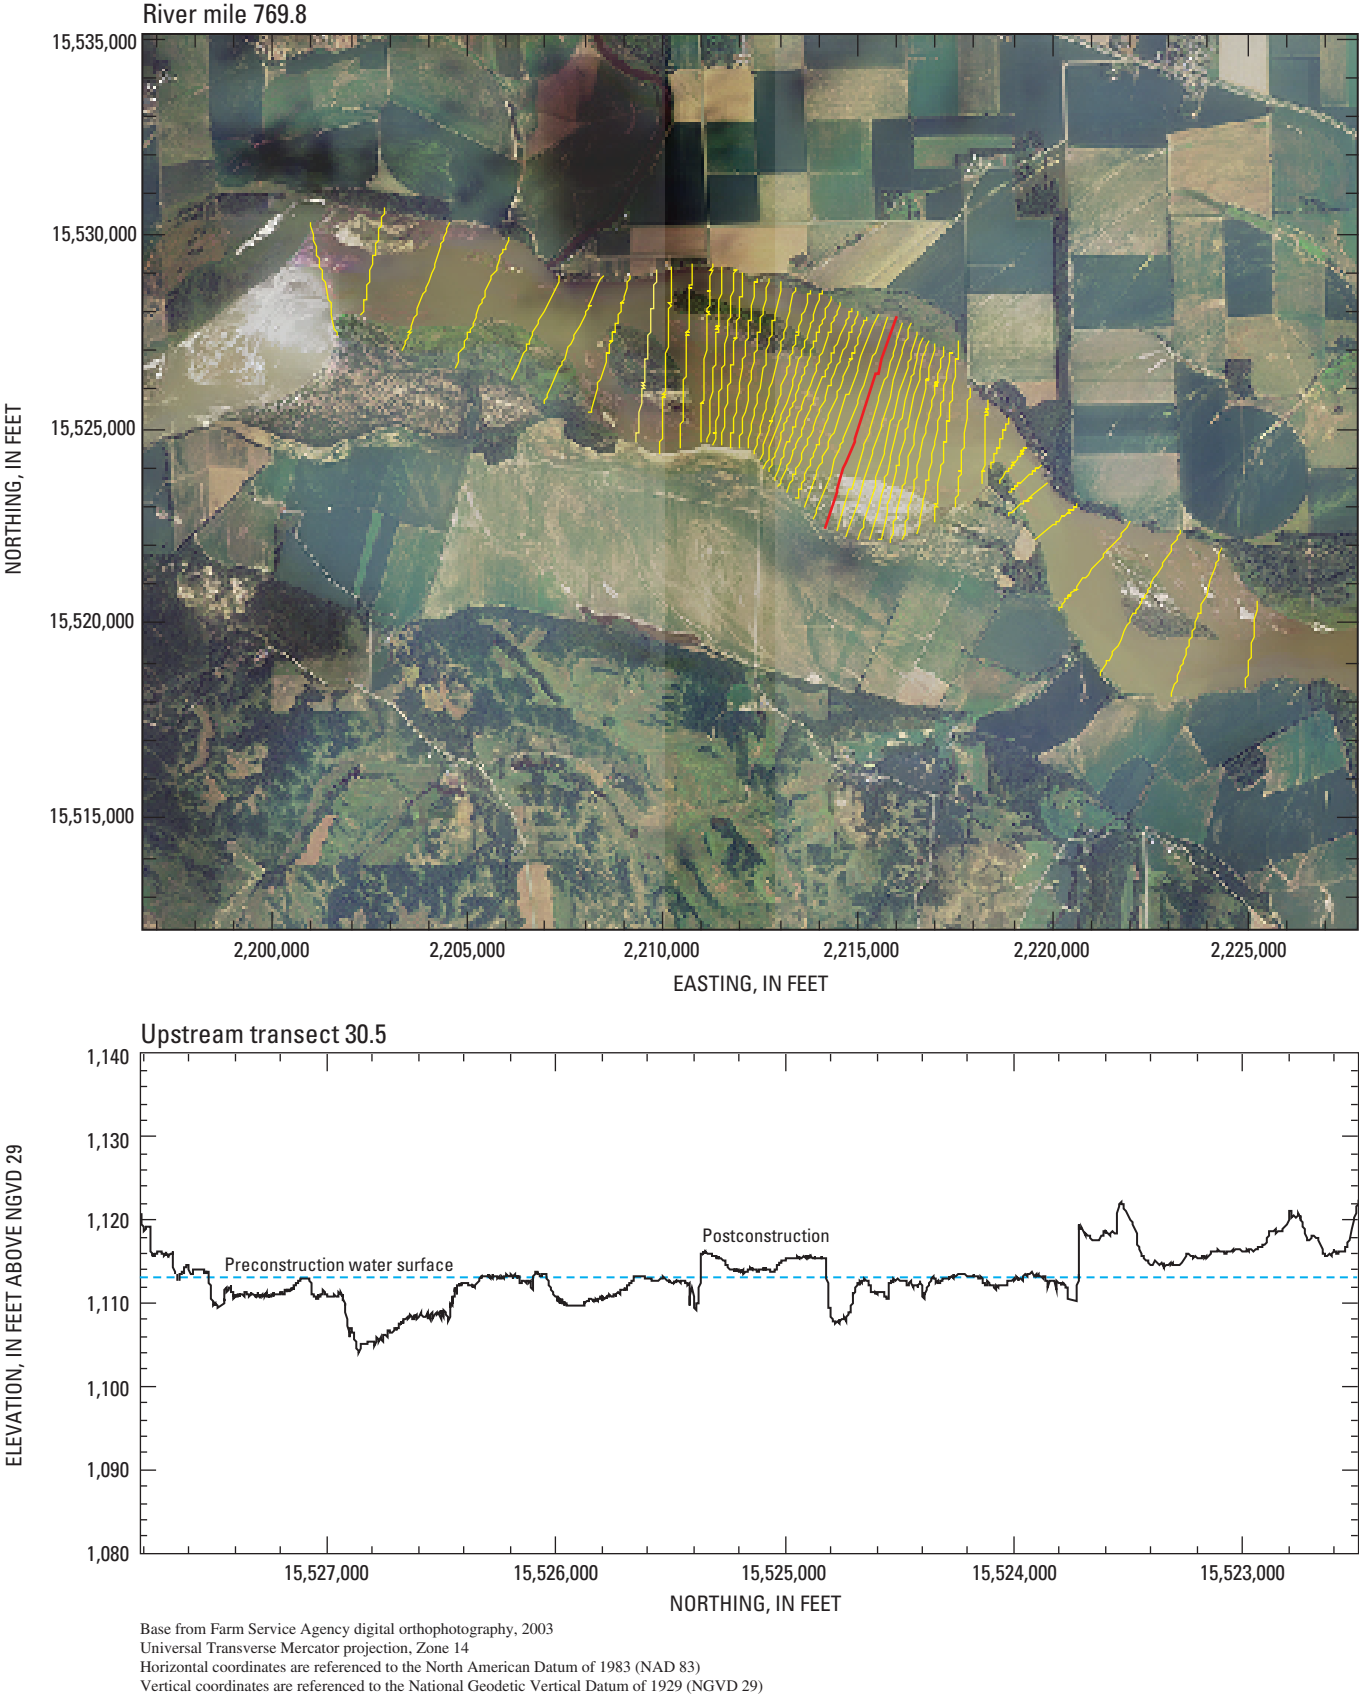 River mile 769.8
15,535,000
15,530,000
15,525,000
15,520,000
15,515,000
NORTHING, IN FEET
2,200,000 2,205,000 2,210,000 2,215,000 2,220,000 2,225,000
EASTING, IN FEET
Upstream transect 30.5
1,140
1,130
1,120
1,110
1,100
1,090
1,080
ELEVATION, IN FEET ABOVE NGVD 29
Postconstruction
Preconstruction water surface
15,527,000 15,526,000 15,525,000 15,524,000 15,523,000
NORTHING, IN FEET
Base from Farm Service Agency digital orthophotography, 2003
Universal Transverse Mercator projection, Zone 14
Horizontal coordinates are referenced to the North American Datum of 1983 (NAD 83)
Vertical coordinates are referenced to the National Geodetic Vertical Datum of 1929 (NGVD 29)